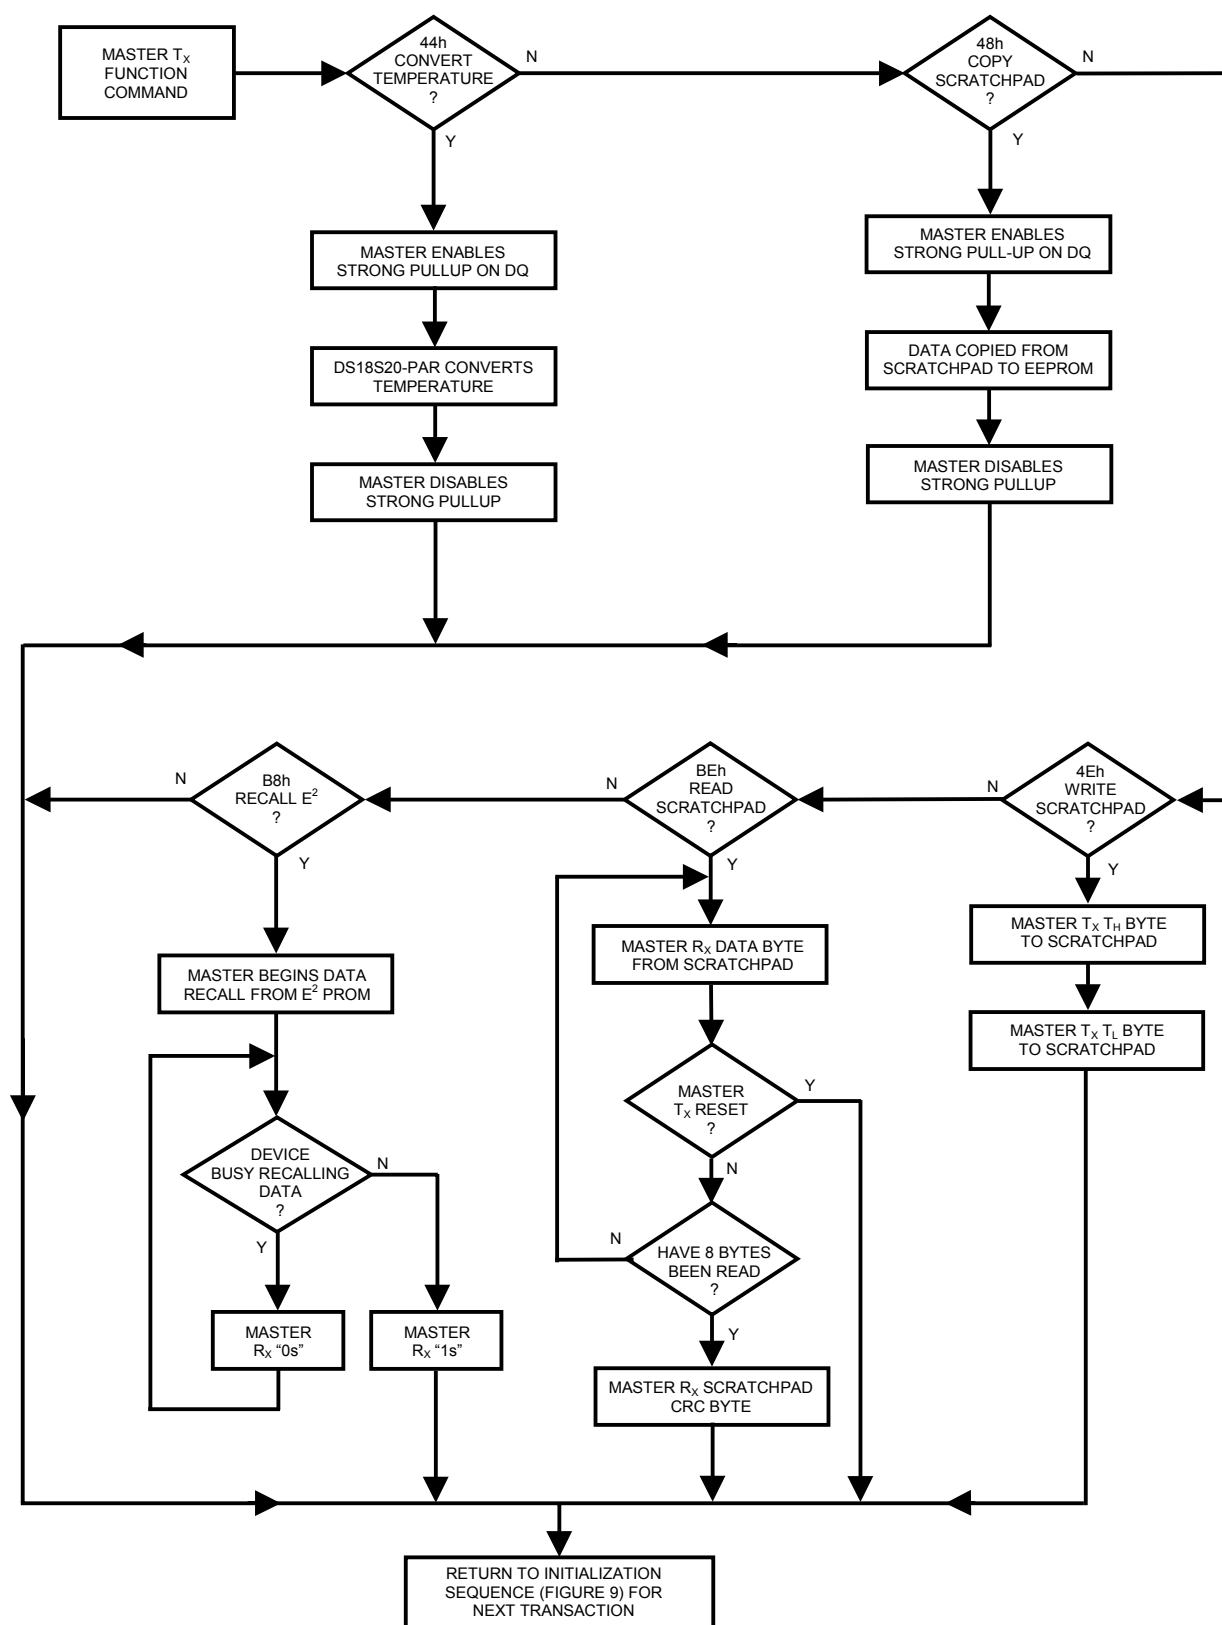 MASTER TX
FUNCTION
COMMAND
44h
CONVERT
TEMPERATURE
?
N
Y
48h
COPY
SCRATCHPAD
?
N
Y
MASTER ENABLES
STRONG PULLUP ON DQ
MASTER ENABLES
STRONG PULL-UP ON DQ
DS18S20-PAR CONVERTS
TEMPERATURE
DATA COPIED FROM
SCRATCHPAD TO EEPROM
MASTER DISABLES
STRONG PULLUP
MASTER DISABLES
STRONG PULLUP
B8h
RECALL E2
?
N
Y
BEh
READ
SCRATCHPAD
?
N
Y
4Eh
WRITE
SCRATCHPAD
?
N
Y
MASTER BEGINS DATA
RECALL FROM E2 PROM
MASTER RX DATA BYTE
FROM SCRATCHPAD
MASTER TX TH BYTE
TO SCRATCHPAD
MASTER TX TL BYTE
TO SCRATCHPAD
MASTER
TX RESET
?
Y
N
DEVICE
BUSY RECALLING
DATA
?
N
Y
HAVE 8 BYTES
BEEN READ
?
N
Y
MASTER
RX “0s”
MASTER
RX “1s”
MASTER RX SCRATCHPAD
CRC BYTE
RETURN TO INITIALIZATION
SEQUENCE (FIGURE 9) FOR
NEXT TRANSACTION